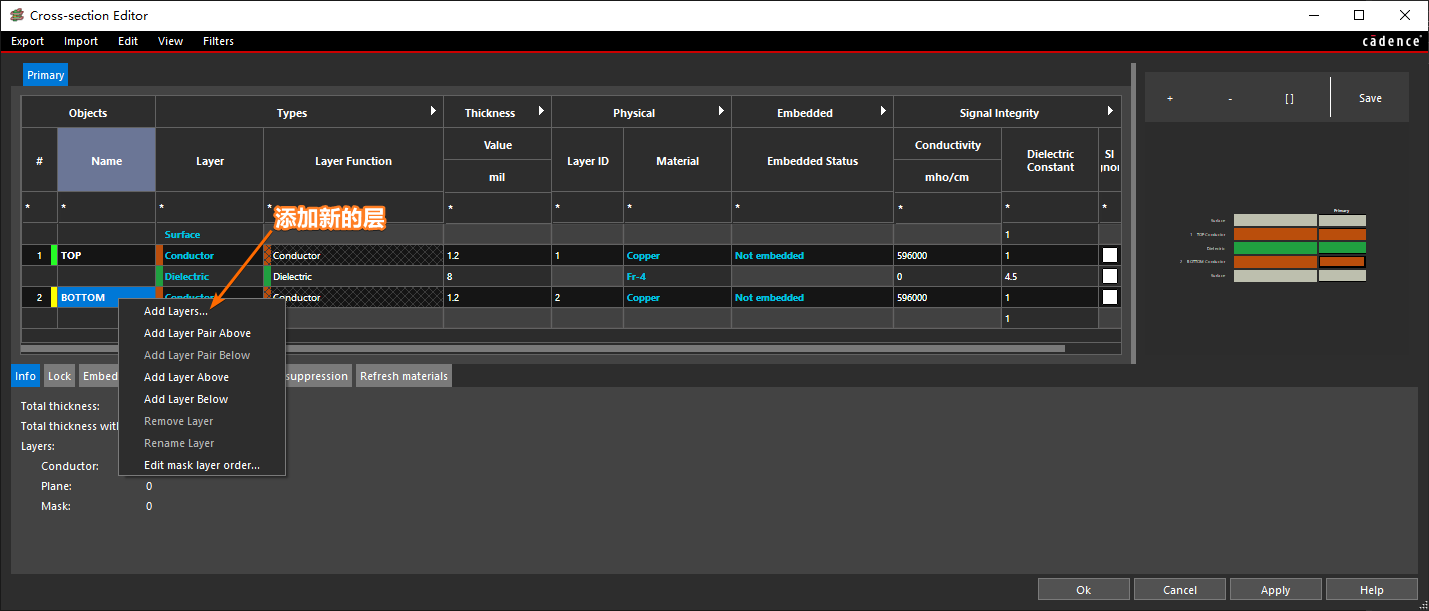 Cross-section Editor
Export Import Edit View Filters
cādence
Primary
+ - [ ] Save
Objects Types Thickness Physical Embedded Signal Integrity
# Name Layer Layer Function Value Layer ID Material Embedded Status Conductivity Dielectric Constant SI
mil mho/cm
* * * * * * * * * * *
添加新的层
Surface 1
1 TOP Conductor Conductor 1.2 1 Copper Not embedded 596000 1
Dielectric Dielectric 8 Fr-4 0 4.5
2 BOTTOM Conductor Conductor 1.2 2 Copper Not embedded 596000 1
1
Primary
Surface
1 TOP Conductor
Dielectric
2 BOTTOM Conductor
Surface
Add Layers...
Add Layer Pair Above
Add Layer Pair Below
Add Layer Above
Add Layer Below
Remove Layer
Rename Layer
Edit mask layer order...
Info Lock Embed suppression Refresh materials
Total thickness:
Total thickness with
Layers:
Conductor:
Plane: 0
Mask: 0
Ok Cancel Apply Help